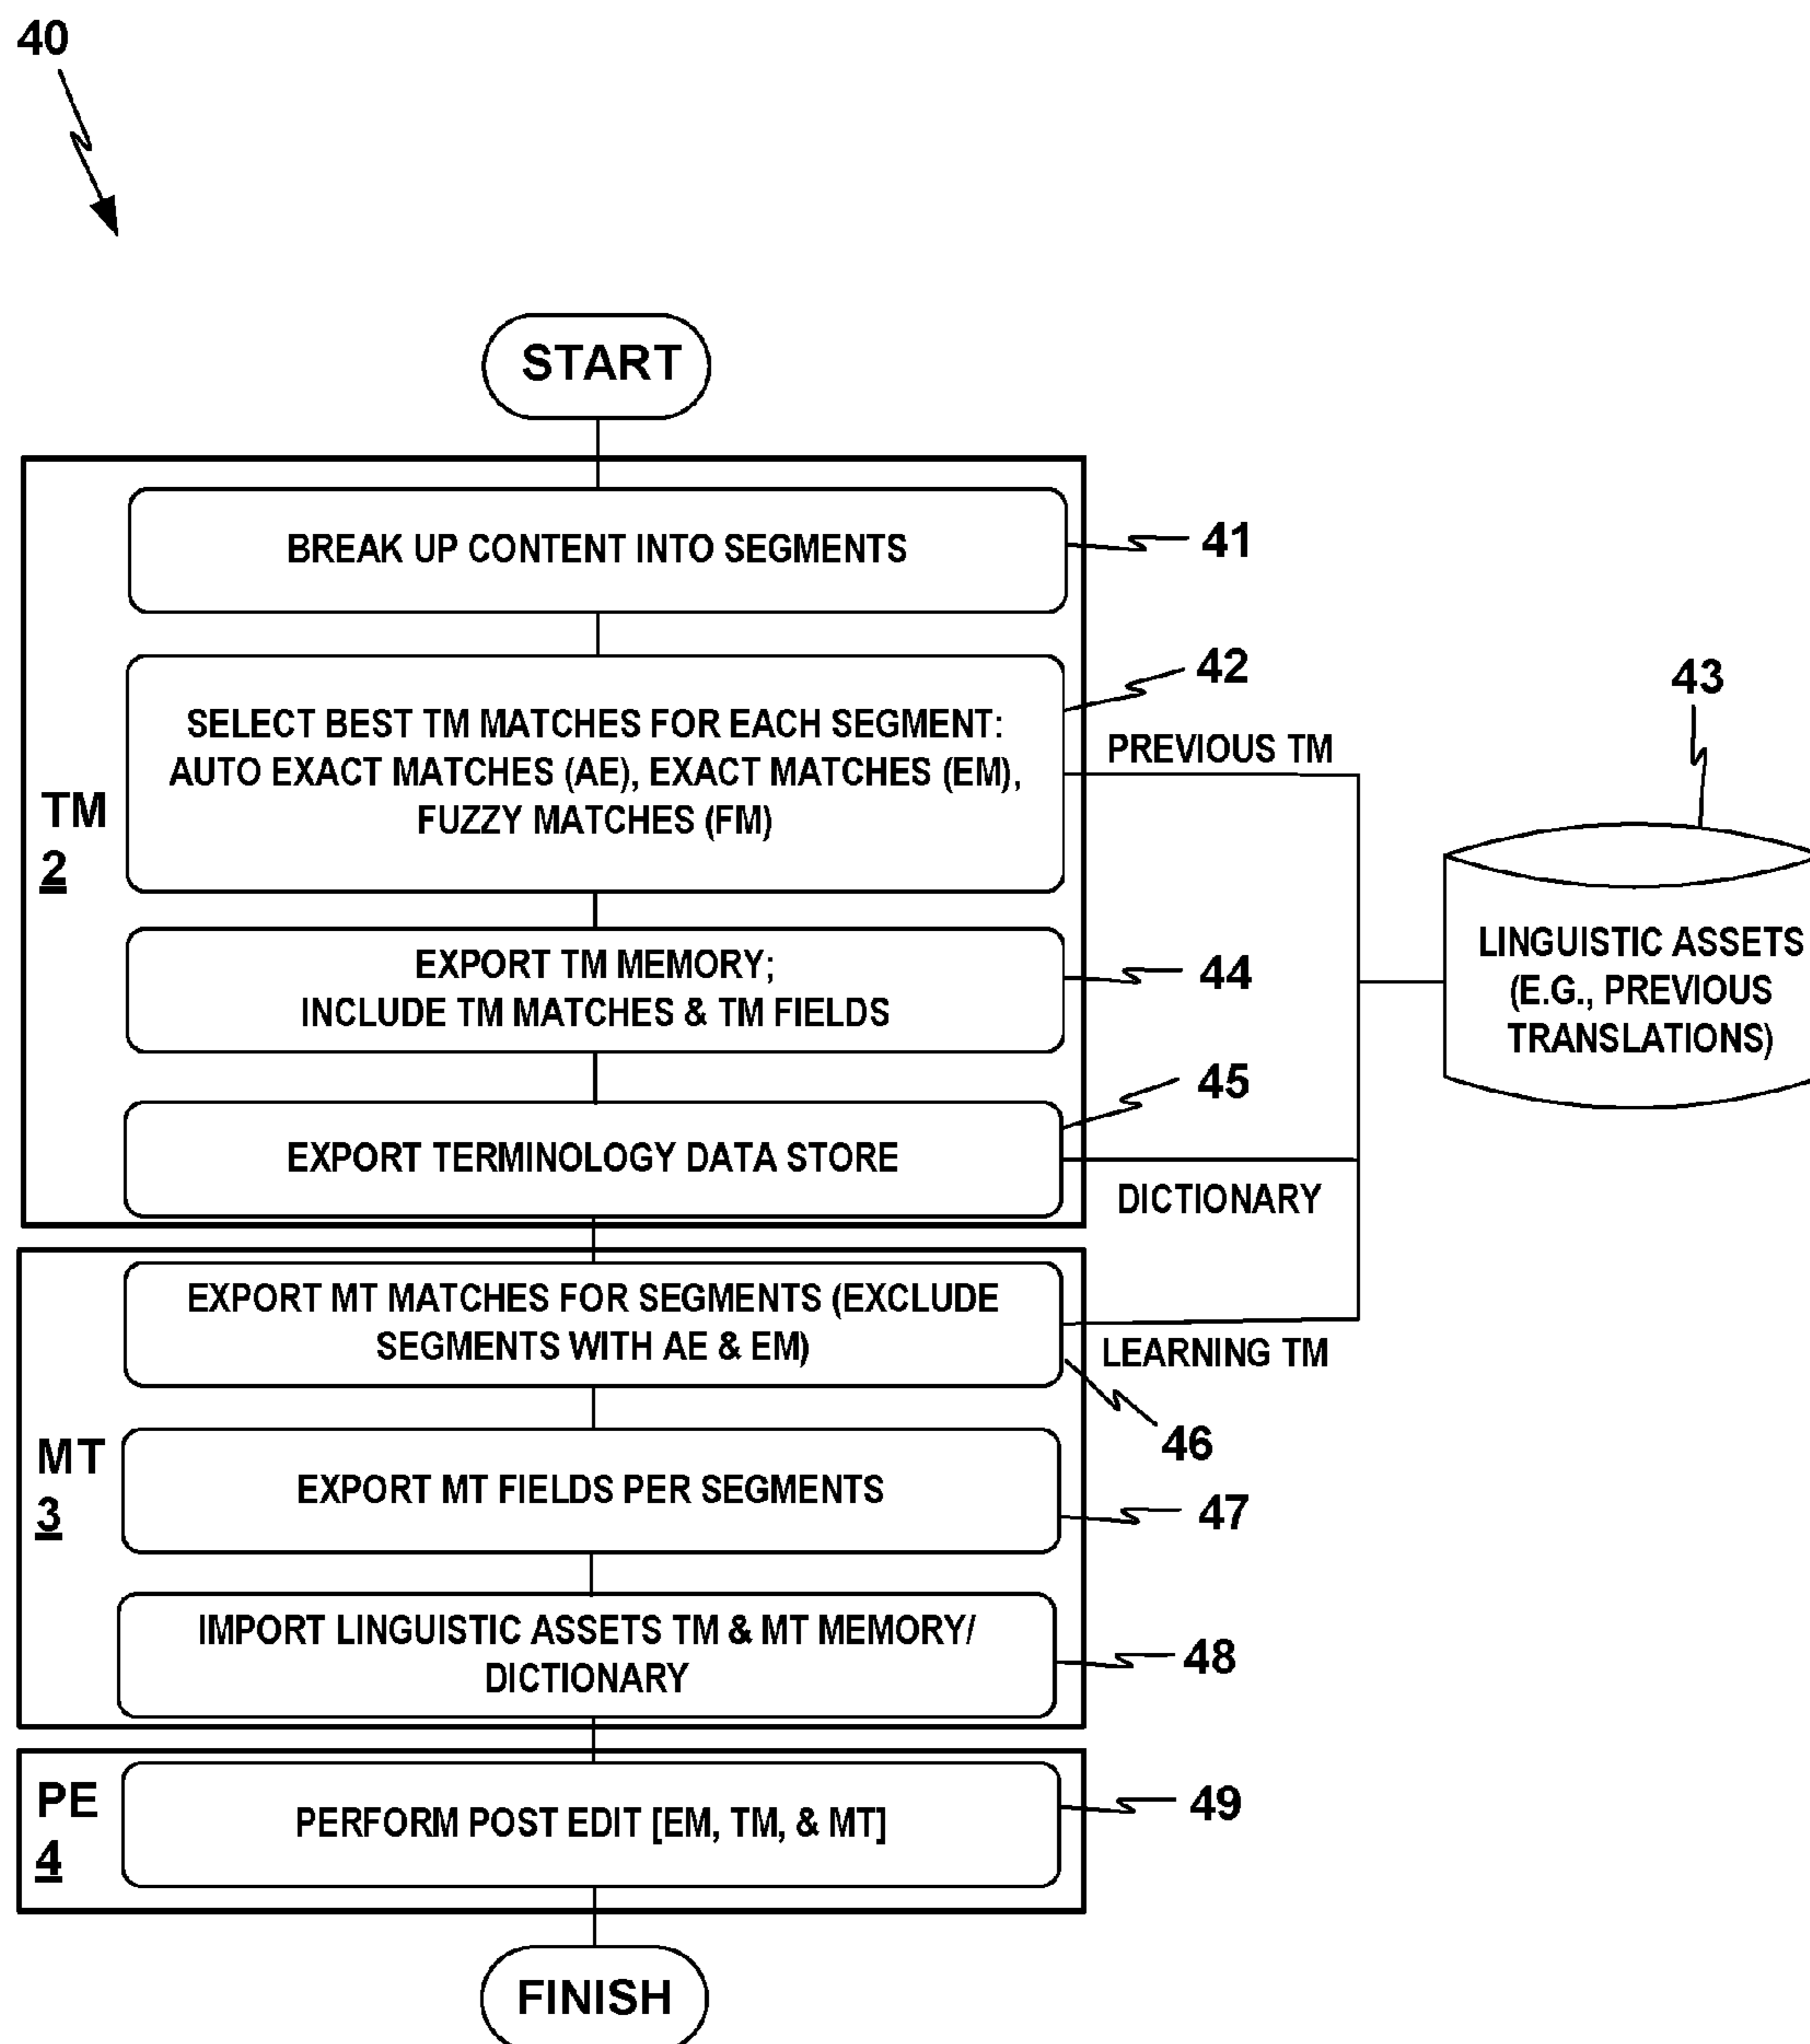 40
START
BREAK UP CONTENT INTO SEGMENTS
41
42
SELECT BEST TM MATCHES FOR EACH SEGMENT:
AUTO EXACT MATCHES (AE), EXACT MATCHES (EM),
FUZZY MATCHES (FM)
PREVIOUS TM
43
TM
2
LINGUISTIC ASSETS
(E.G., PREVIOUS
TRANSLATIONS)
EXPORT TM MEMORY;
INCLUDE TM MATCHES & TM FIELDS
44
45
EXPORT TERMINOLOGY DATA STORE
DICTIONARY
EXPORT MT MATCHES FOR SEGMENTS (EXCLUDE
SEGMENTS WITH AE & EM)
LEARNING TM
46
MT
3
EXPORT MT FIELDS PER SEGMENTS
47
IMPORT LINGUISTIC ASSETS TM & MT MEMORY/
DICTIONARY
48
PE
4
PERFORM POST EDIT [EM, TM, & MT]
49
FINISH